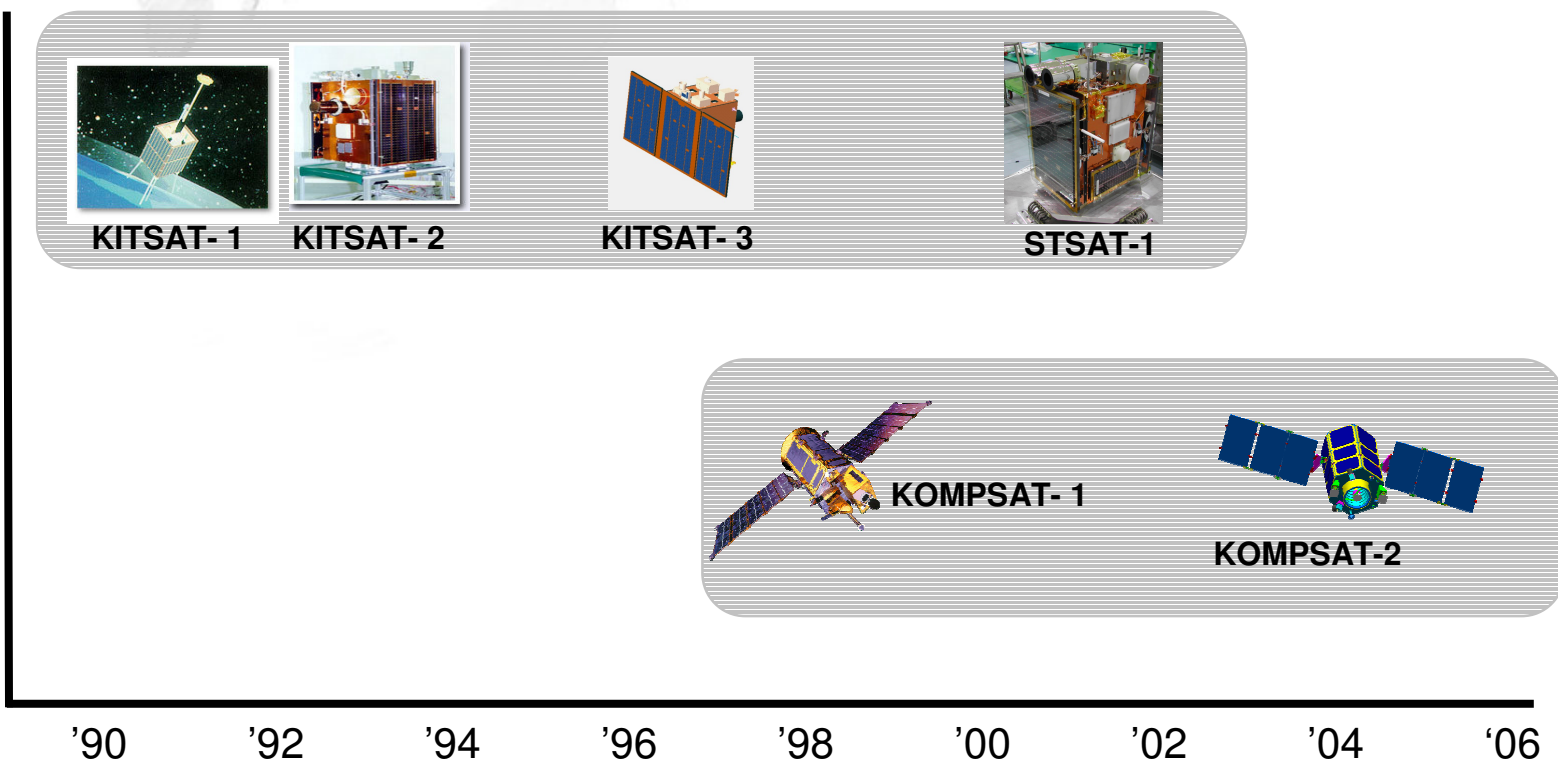 KITSAT- 1
KITSAT- 2
KITSAT- 3
STSAT-1
KOMPSAT- 1
KOMPSAT-2
’90 ’92 ’94 ’96 ’98 ’00 ’02 ’04 ‘06